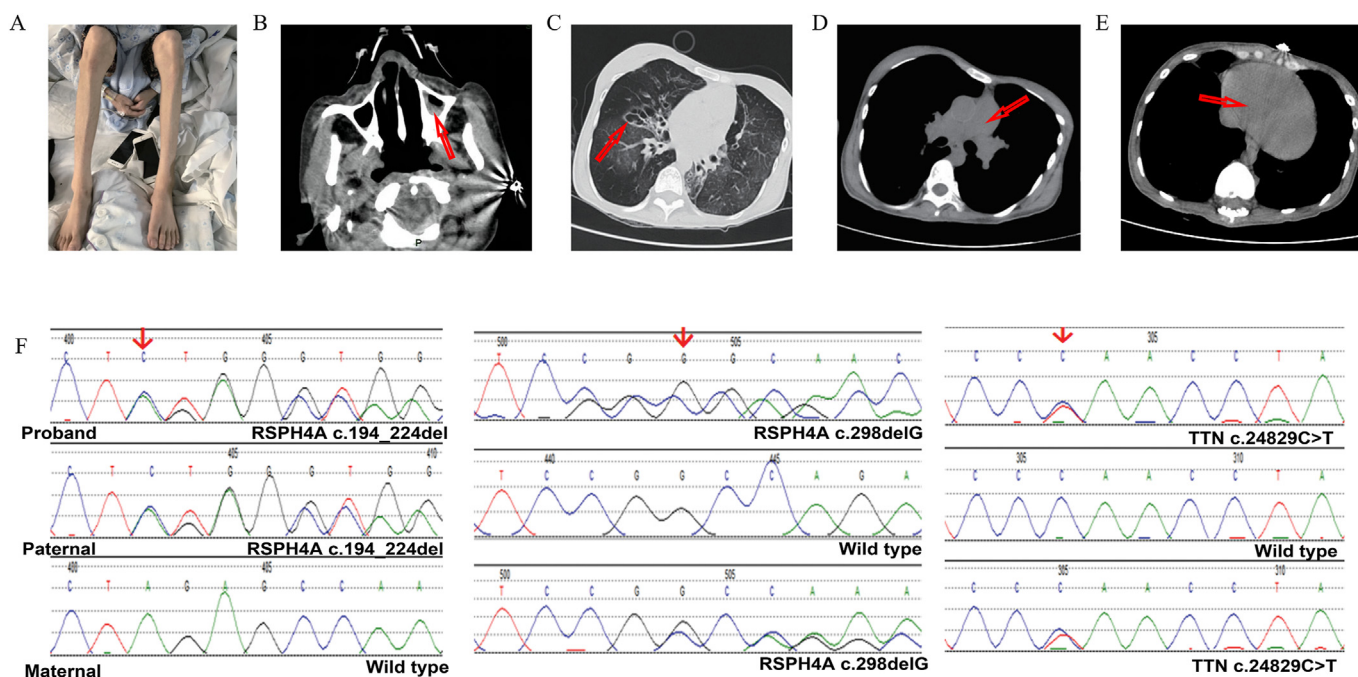 A
B
C
D
E
P
F
400 405
C T C T G G G T G G
Proband
RSPH4A c.194_224del
500 505
T C C G G G C A A C
RSPH4A c.298delG
305
C C C A A C C T A
TTN c.24829C>T
405 410
C T C T G G G T G G
Paternal
RSPH4A c.194_224del
440 445
T C C G G C C A G A
Wild type
305 310
C C C A A C C T A
Wild type
400 405
C T A G A G C C A A
Maternal
Wild type
500 505
T C C G G C C A A A
RSPH4A c.298delG
305 310
C C C A A C C T A
TTN c.24829C>T